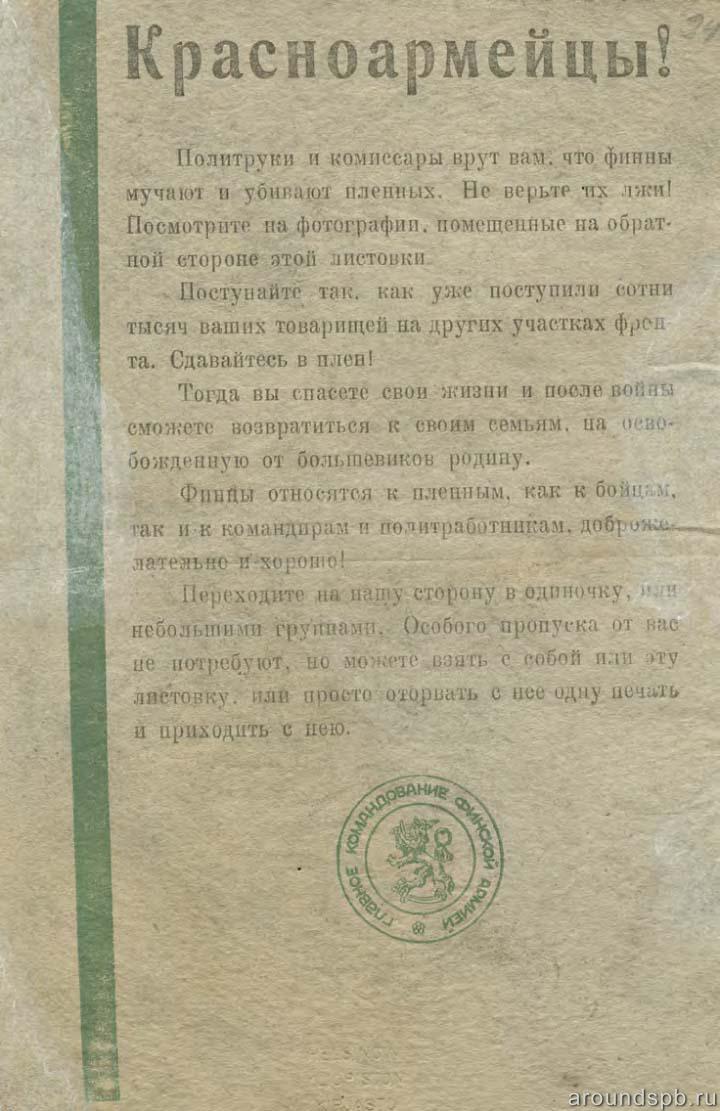 Красноармейцы!
Политруки и комиссары врут вам, что финны
мучают и убивают пленных. Не верьте их лжи!
Посмотрите на фотографии, помещенные на обрат-
ной стороне этой листовки.
Поступайте так, как уже поступили сотни
тысяч ваших товарищей на других участках фрон-
та. Сдавайтесь в плен!
Тогда вы спасете свои жизни и после войны
сможете возвратиться к своим семьям, на осво-
божденную от большевиков родину.
Финны относятся к пленным, как к бойцам,
так и к командирам и политработникам, доброже-
лательно и хорошо!
Переходите на нашу сторону в одиночку, или
небольшими группами. Особого пропуска от вас
не потребуют, но можете взять с собой или эту
листовку, или просто оторвать с нее одну печать
и приходить с нею.
ГЛАВНОЕ КОМАНДОВАНИЕ ФИНСКОЙ АРМИЕЙ
aroundspb.ru